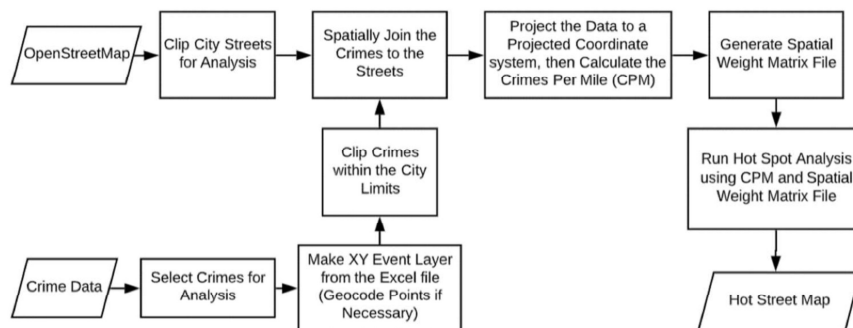 OpenStreetMap
Clip City Streets
for Analysis
Spatially Join the
Crimes to the
Streets
Project the Data to a
Projected Coordinate
system, then Calculate the
Crimes Per Mile (CPM)
Generate Spatial
Weight Matrix File
Clip Crimes
within the City
Limits
Run Hot Spot Analysis
using CPM and Spatial
Weight Matrix File
Crime Data
Select Crimes for
Analysis
Make XY Event Layer
from the Excel file
(Geocode Points if
Necessary)
Hot Street Map